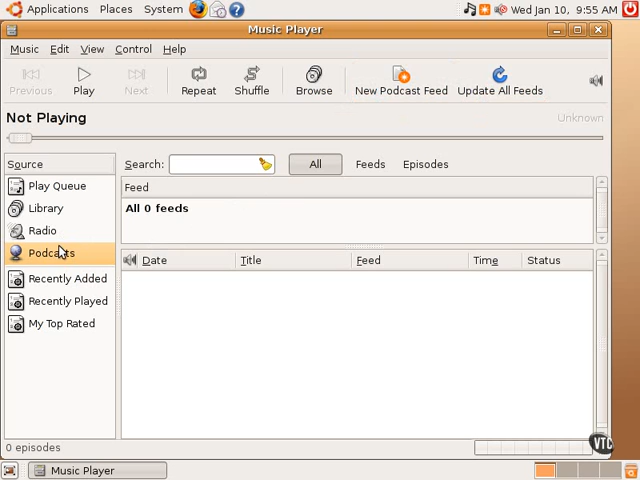 Applications Places System Wed Jan 10, 9:55 AM
Music Player
Music Edit View Control Help
Previous Play Next Repeat Shuffle Browse New Podcast Feed Update All Feeds
Not Playing Unknown
Source Search: All Feeds Episodes
Play Queue Feed
Library All 0 feeds
Radio
Podcasts Date Title Feed Time Status
Recently Added
Recently Played
My Top Rated
0 episodes VTC
Music Player